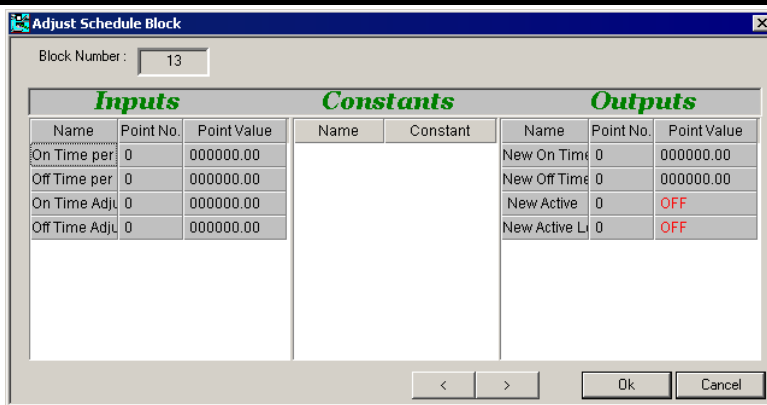 Adjust Schedule Block
Block Number: 13
Inputs Constants Outputs
Name Point No. Point Value Name Constant Name Point No. Point Value
On Time per 0 000000.00 New On Time 0 000000.00
Off Time per 0 000000.00 New Off Time 0 000000.00
On Time Adju 0 000000.00 New Active 0 OFF
Off Time Adju 0 000000.00 New Active L 0 OFF
< > Ok Cancel